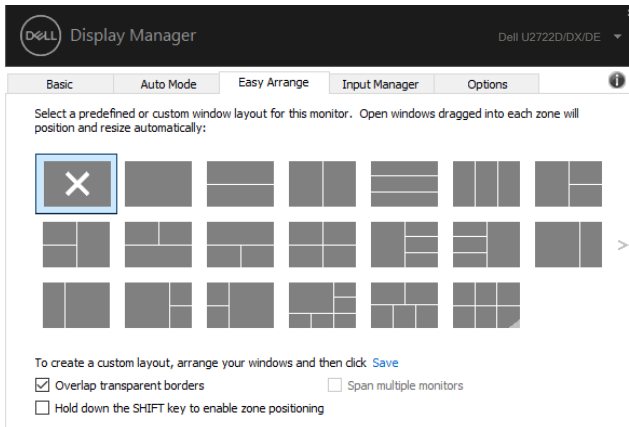 DELL Display Manager
Dell U2722D/DX/DE
Basic
Auto Mode
Easy Arrange
Input Manager
Options
Select a predefined or custom window layout for this monitor. Open windows dragged into each zone will
position and resize automatically:
To create a custom layout, arrange your windows and then click Save
Overlap transparent borders
Span multiple monitors
Hold down the SHIFT key to enable zone positioning